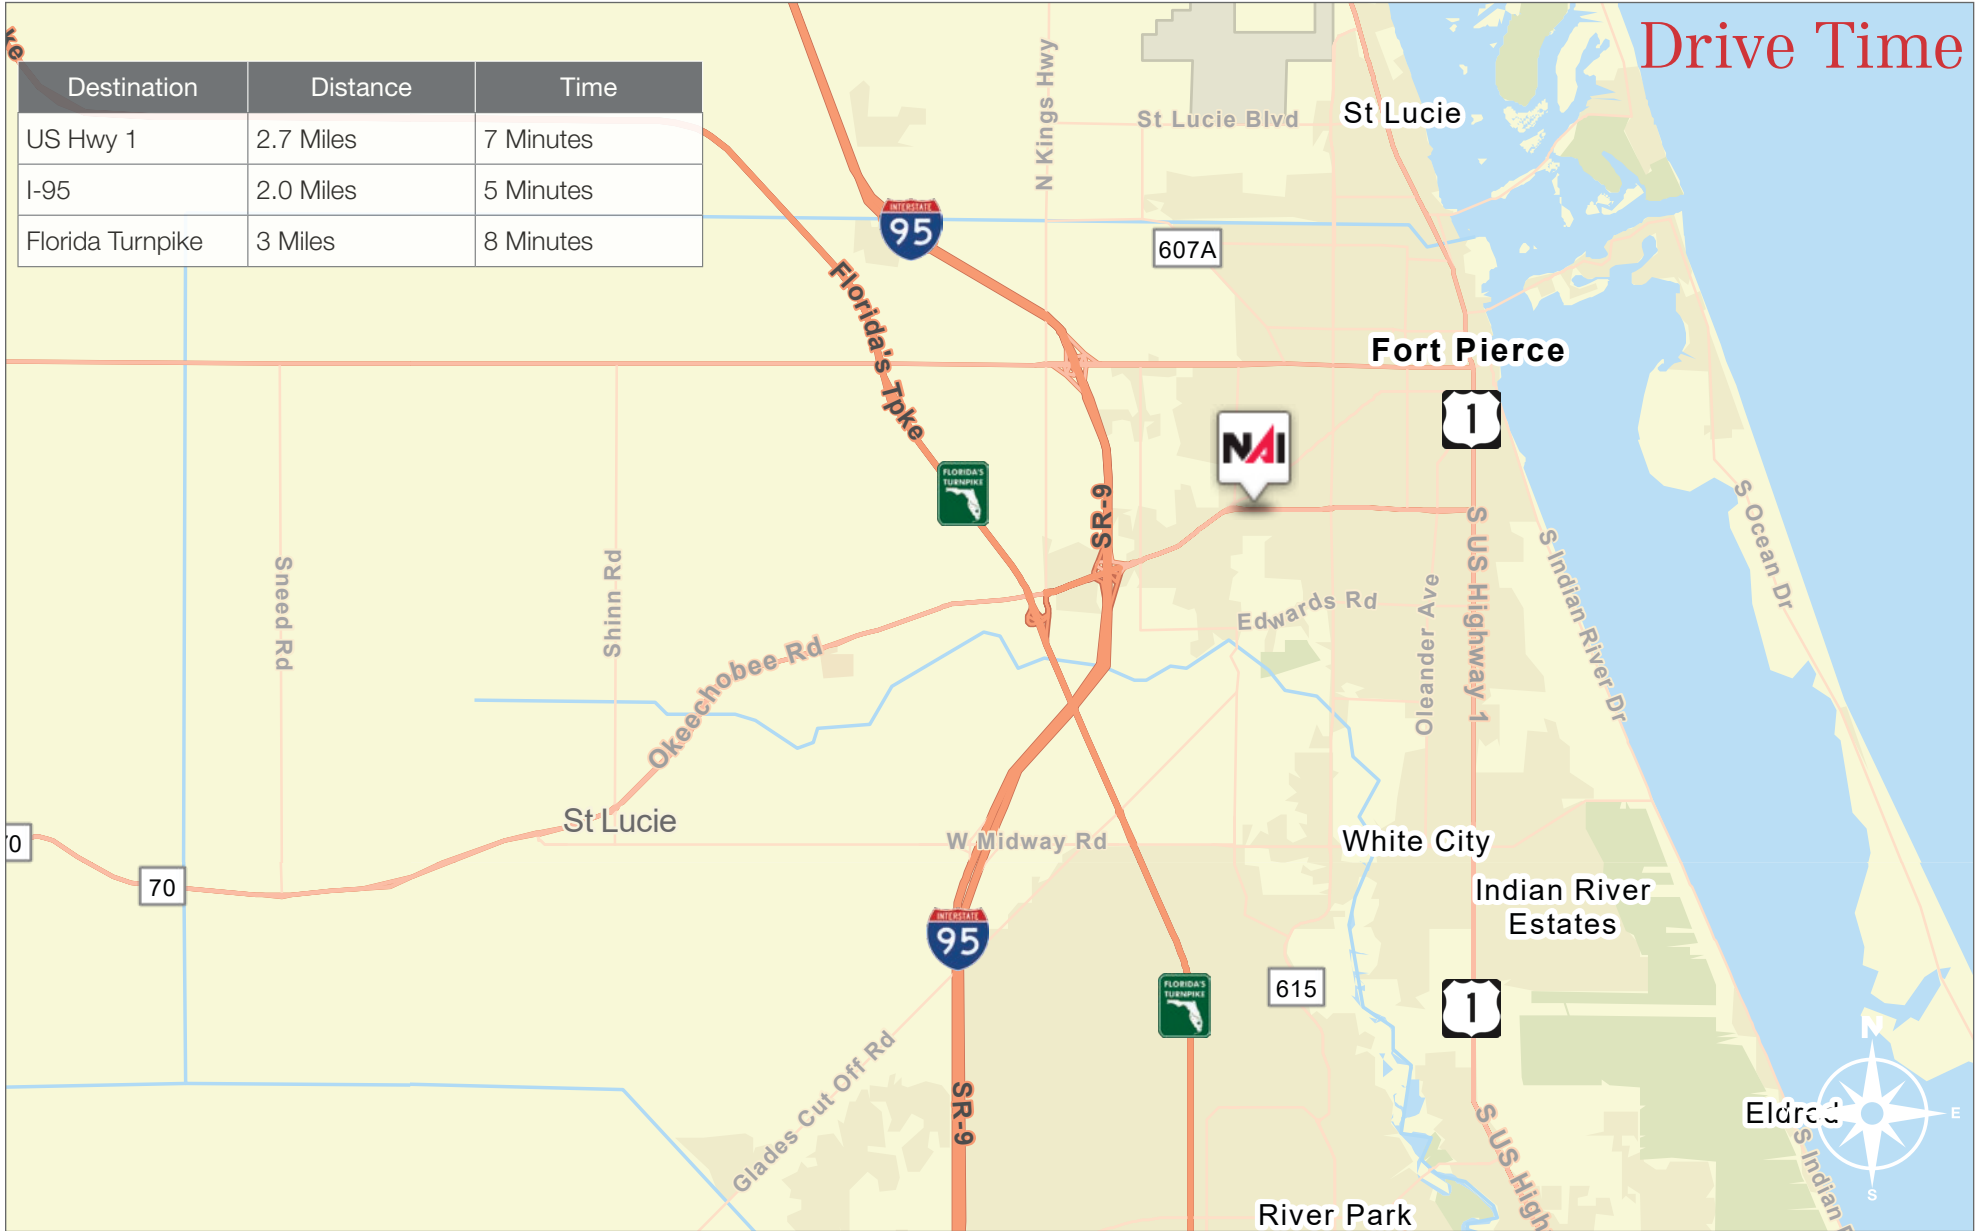 Drive Time
Destination Distance Time
US Hwy 1 2.7 Miles 7 Minutes
I-95 2.0 Miles 5 Minutes
Florida Turnpike 3 Miles 8 Minutes
N Kings Hwy
St Lucie Blvd
St Lucie
INTERSTATE
95
607A
Florida's Tpke
Fort Pierce
1
NAI
FLORIDA'S
TURNPIKE
SR-9
S Ocean Dr
S US Highway 1
S Indian River Dr
Sneed Rd
Shinn Rd
Edwards Rd
Oleander Ave
Okeechobee Rd
St Lucie
W Midway Rd
White City
70
Indian River
Estates
INTERSTATE
95
FLORIDA'S
TURNPIKE
615
1
N
E
S
Eldred
Glades Cut Off Rd
SR-9
S US High
S Indian
River Park